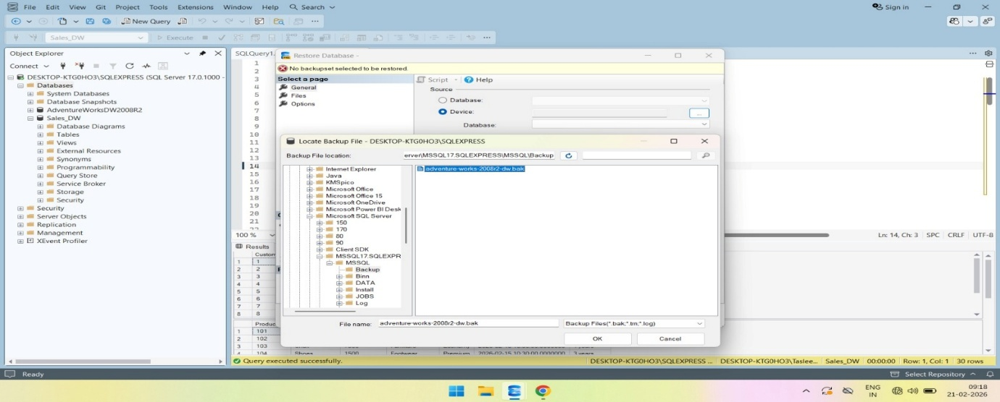 File Edit View Git Project Tools Extensions Window Help Search Sign in
New Query
Sales_DW Execute
Object Explorer
Connect
DESKTOP-KTG0HO3\SQLEXPRESS (SQL Server 17.0.1000 -
Databases
System Databases
Database Snapshots
AdventureWorksDW2008R2
Sales_DW
Database Diagrams
Tables
Views
External Resources
Synonyms
Programmability
Query Store
Service Broker
Storage
Security
Security
Server Objects
Replication
Management
XEvent Profiler
SQLQuery1.
1
2
3
4
5
6
7
8
9
10
11
12
13
14
15
16
17
18
19
20
21
100 %
Ln: 14, Ch: 3 SPC CRLF UTF-8
Restore Database -
No backupset selected to be restored.
Select a page
General
Files
Options
Script Help
Source
Database:
Device:
...
Database:
Locate Backup File - DESKTOP-KTG0HO3\SQLEXPRESS
Backup File location: erver\MSSQL17.SQLEXPRESS\MSSQL\Backup
Internet Explorer
Java
KMSpico
Microsoft Office
Microsoft Office 15
Microsoft OneDrive
Microsoft Power BI Desk
Microsoft SQL Server
150
170
80
90
Client SDK
MSSQL17.SQLEXPR
MSSQL
Backup
Binn
DATA
Install
JOBS
Log
adventure-works-2008r2-dw.bak
File name: adventure-works-2008r2-dw.bak Backup Files(*.bak;*.trn;*.log)
OK Cancel
Results
Custom
1 1
2 2
3 3
4 4
5 5
6 6
7 7
8 8
Produc
1 101
2 102
3 103
4 104 Shoes 1500 Footwear Premium 2026-02-15 10:30:00.0000000 3 years
Query executed successfully. DESKTOP-KTG0HO3\SQLEXPRESS ... DESKTOP-KTG0HO3\Taslee... Sales_DW 00:00:00 Row: 1, Col: 1 30 rows
Ready Select Repository
ENG
IN
09:18
21-02-2026